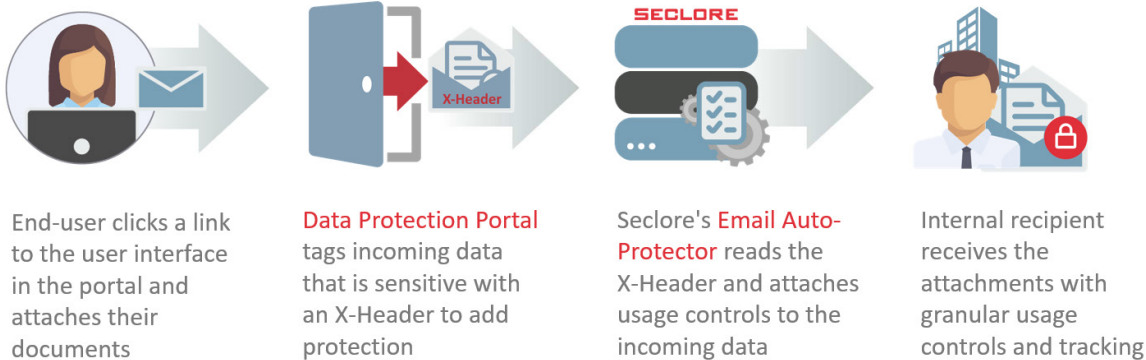 SECLORE
X-Header
End-user clicks a link
to the user interface
in the portal and
attaches their
documents
Data Protection Portal
tags incoming data
that is sensitive with
an X-Header to add
protection
Seclore's Email Auto-
Protector reads the
X-Header and attaches
usage controls to the
incoming data
Internal recipient
receives the
attachments with
granular usage
controls and tracking